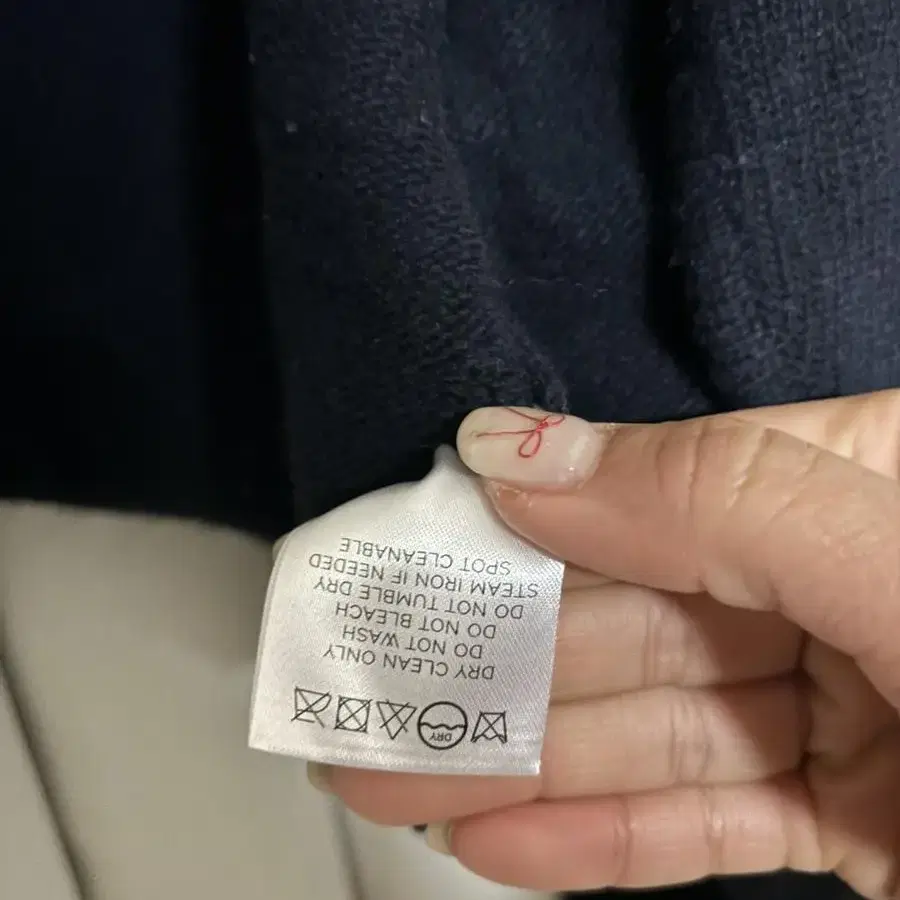 DRY
DRY CLEAN ONLY
DO NOT WASH
DO NOT BLEACH
DO NOT TUMBLE DRY
STEAM IRON IF NEEDED
SPOT CLEANABLE